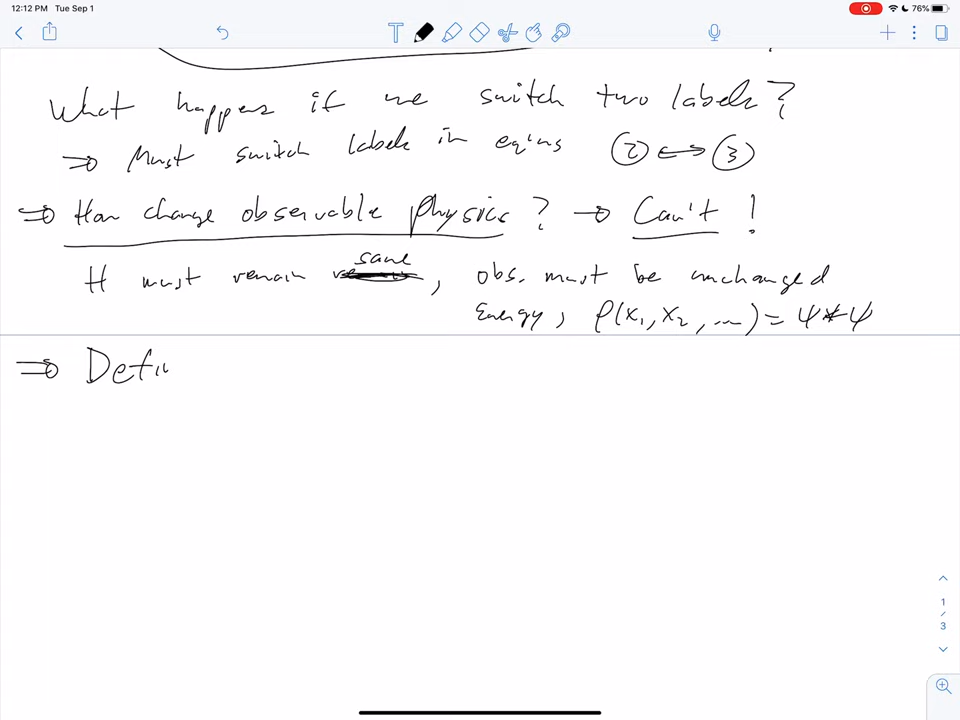 12:12 PM Tue Sep 1
76%
What happens if we switch two labels?
⇒ Must switch labels in eq'ns ② ↔ ③
⇒ How change observable physics? → Can't!
same
H must remain , obs. must be unchanged
Energy, ρ(x₁, x₂, ...) = ψ*ψ
⇒ Defin
1
/
3